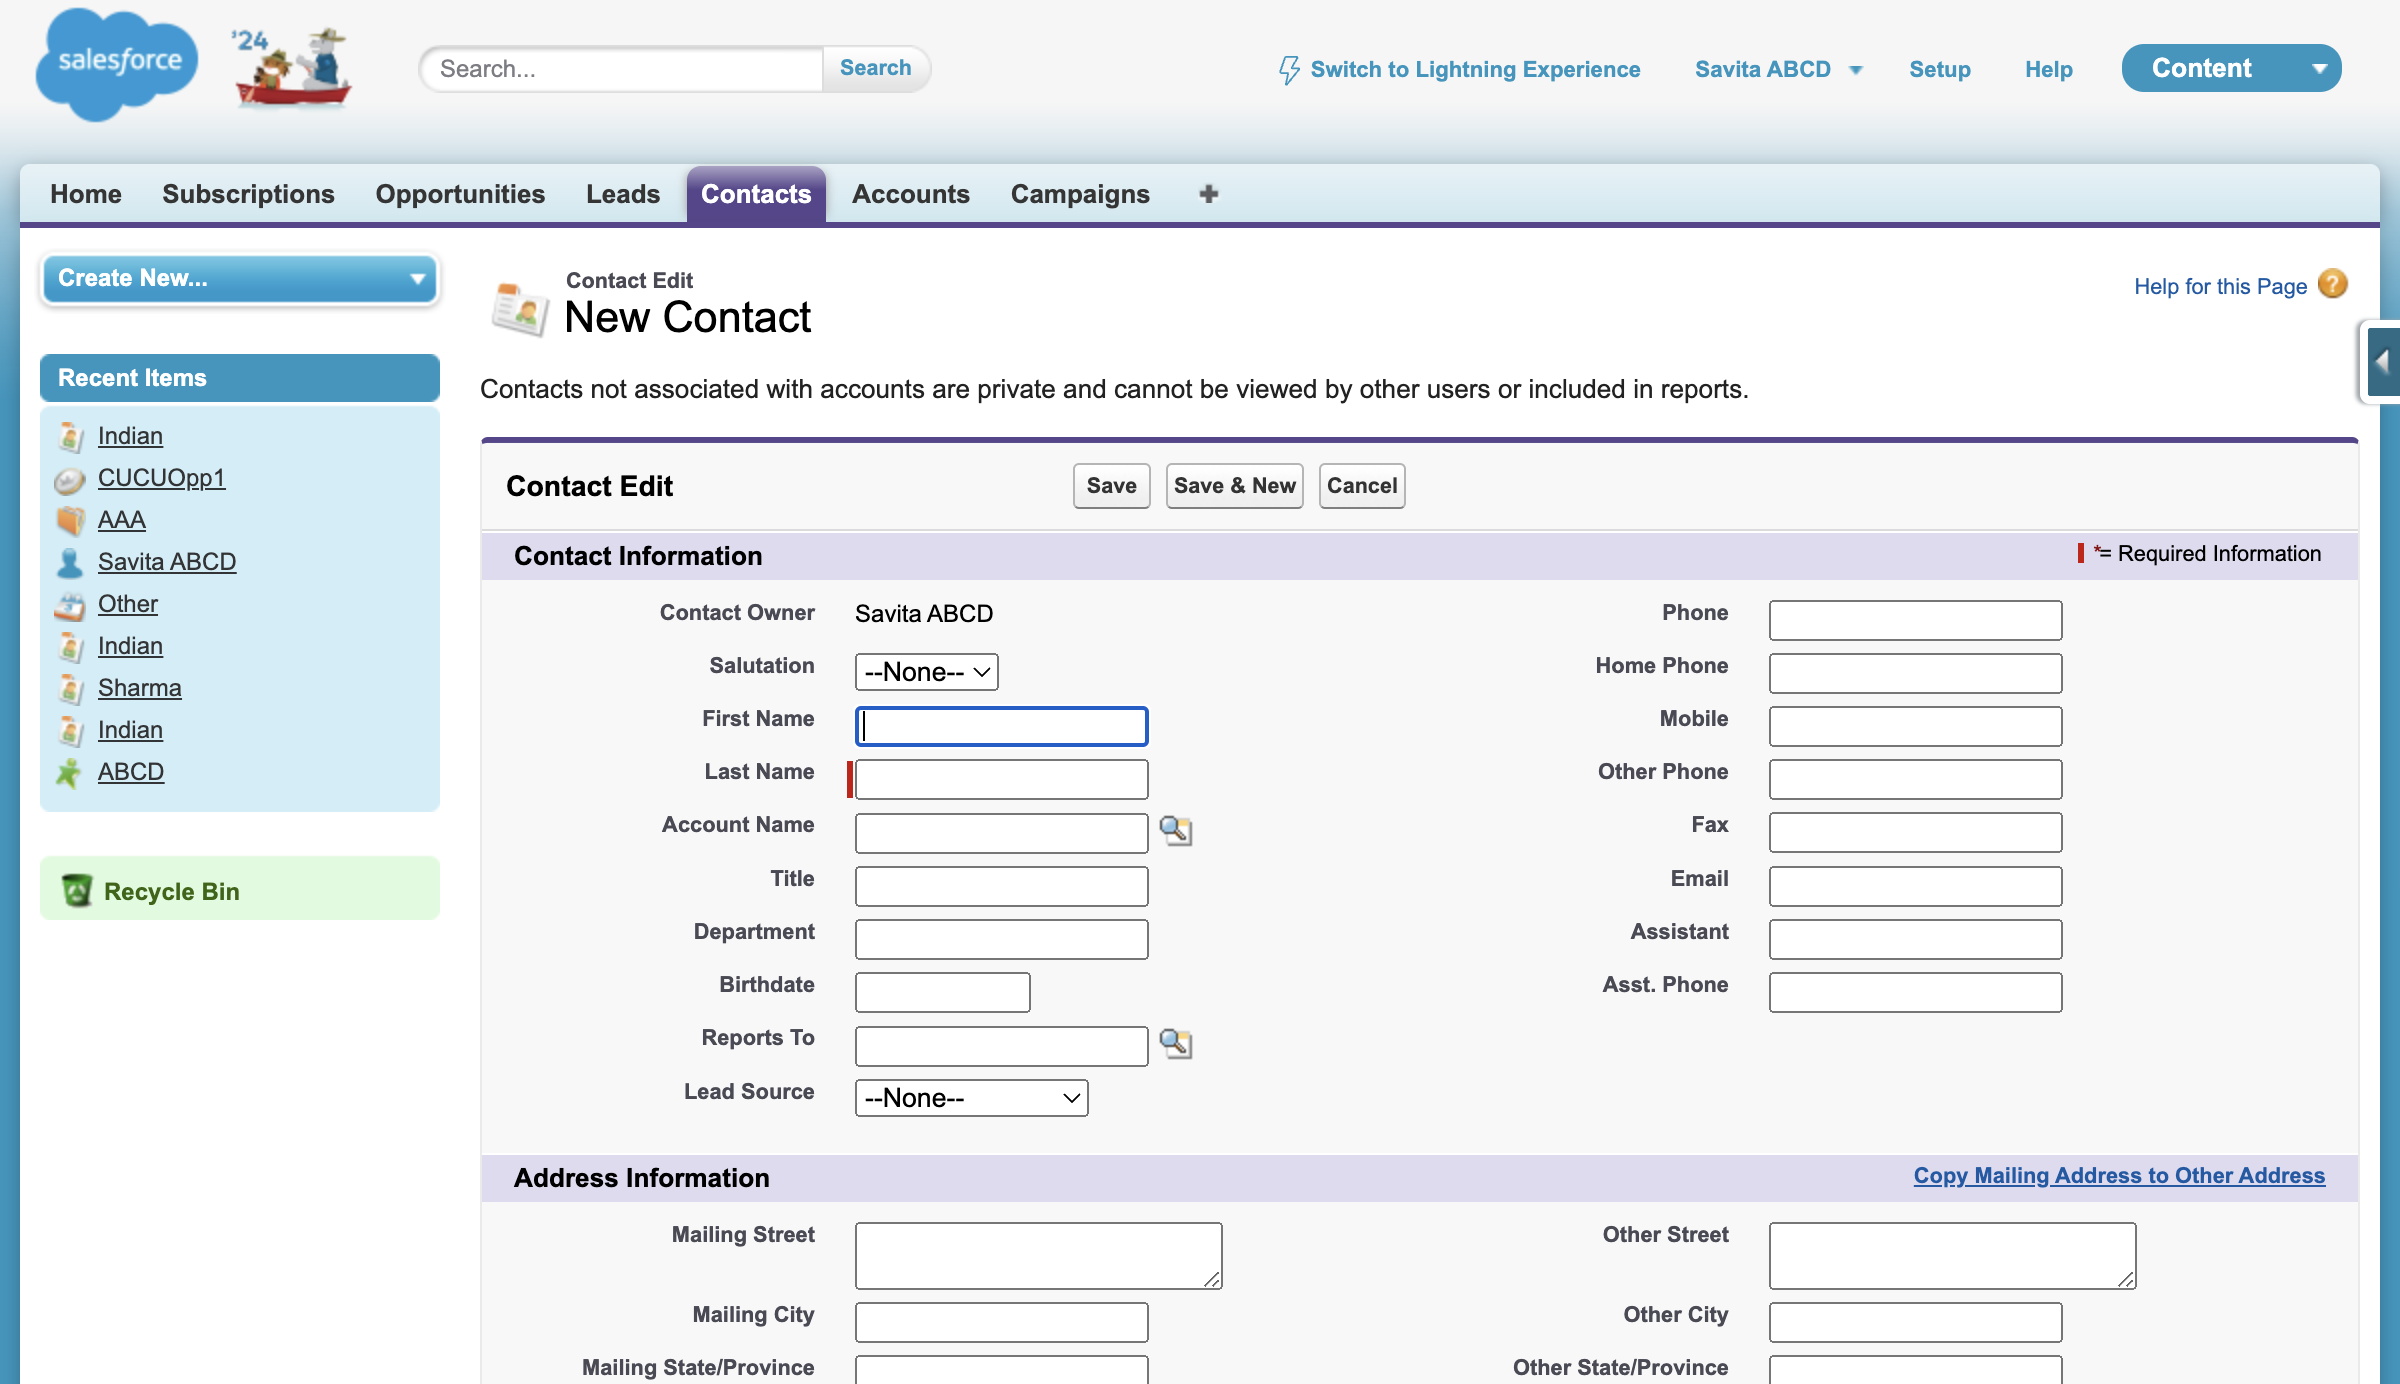 salesforce
'24
Search...
Search
Switch to Lightning Experience
Savita ABCD
Setup
Help
Content
Home
Subscriptions
Opportunities
Leads
Contacts
Accounts
Campaigns
Create New...
Recent Items
Indian
CUCUOpp1
AAA
Savita ABCD
Other
Indian
Sharma
Indian
ABCD
Recycle Bin
Contact Edit
New Contact
Help for this Page
Contacts not associated with accounts are private and cannot be viewed by other users or included in reports.
Contact Edit
Save
Save & New
Cancel
Contact Information
*= Required Information
Contact Owner
Savita ABCD
Phone
Salutation
--None--
Home Phone
First Name
Mobile
Last Name
Other Phone
Account Name
Fax
Title
Email
Department
Assistant
Birthdate
Asst. Phone
Reports To
Lead Source
--None--
Address Information
Copy Mailing Address to Other Address
Mailing Street
Other Street
Mailing City
Other City
Mailing State/Province
Other State/Province